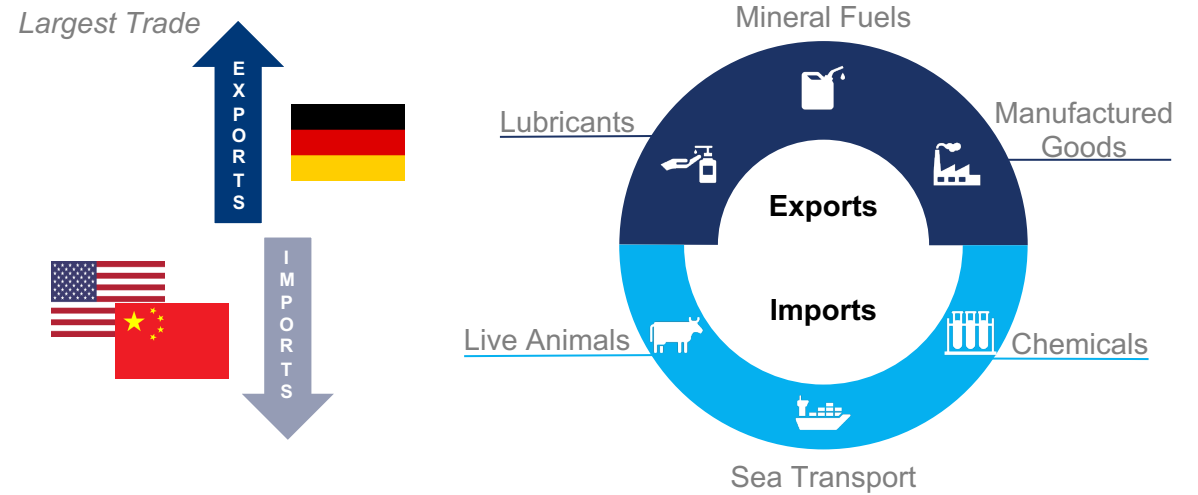 Largest Trade
EXPORTS
IMPORTS
Mineral Fuels
Lubricants
Manufactured
Goods
Exports
Imports
Live Animals
Chemicals
Sea Transport